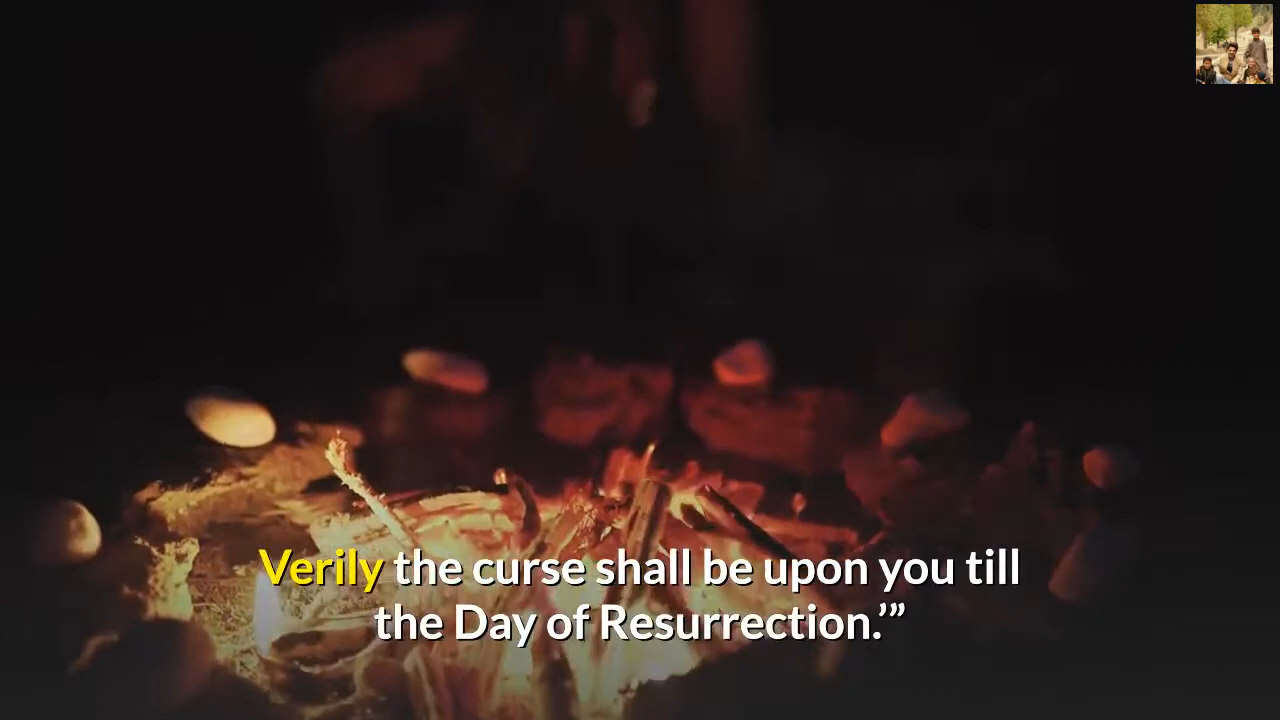 Verily the curse shall be upon you till
the Day of Resurrection.’”